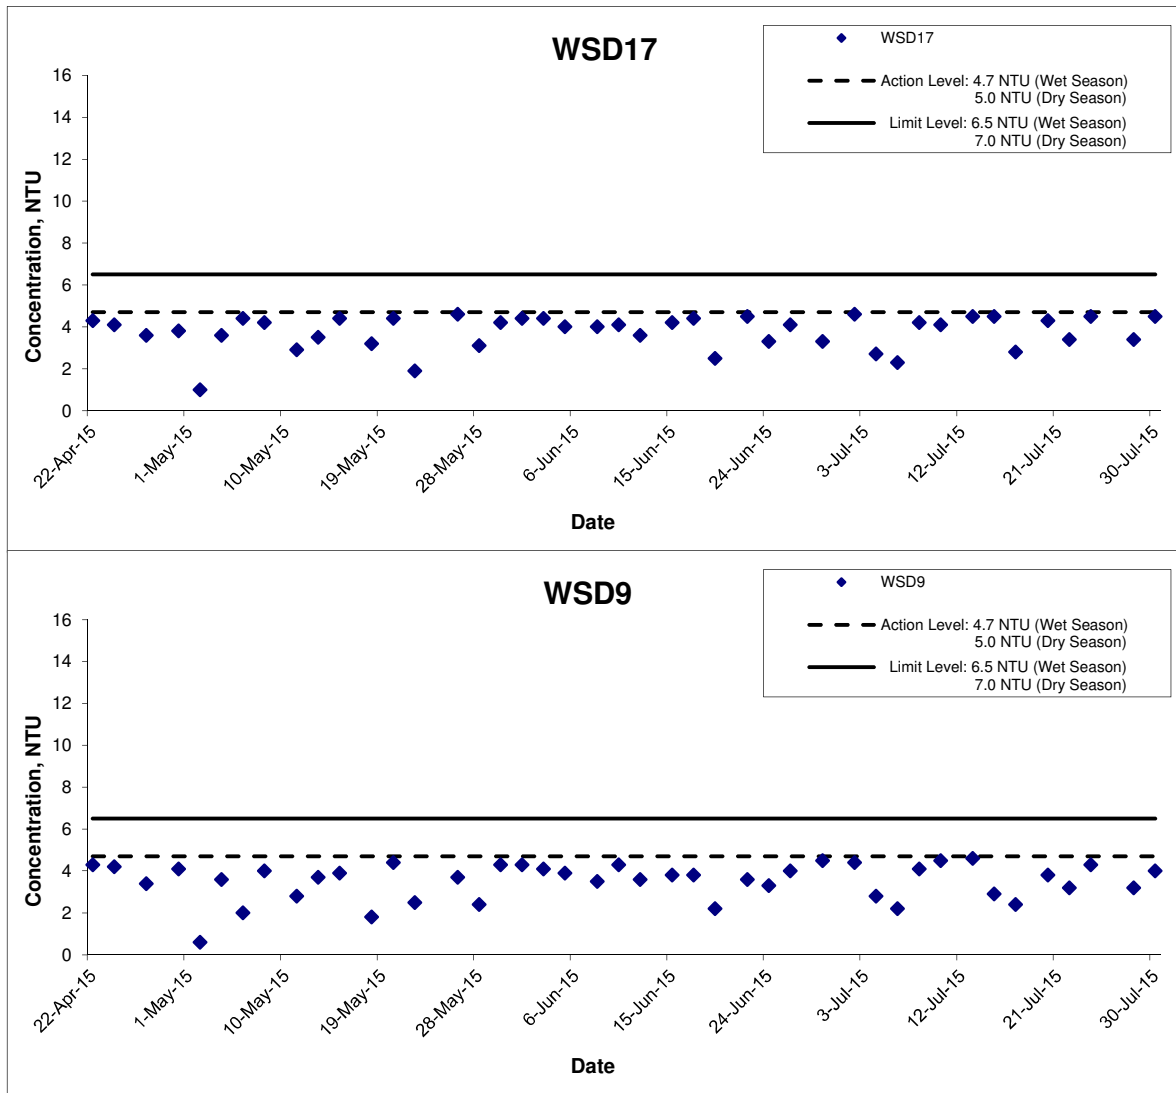 WSD17
WSD17
Action Level: 4.7 NTU (Wet Season)
5.0 NTU (Dry Season)
Limit Level: 6.5 NTU (Wet Season)
7.0 NTU (Dry Season)
Concentration, NTU
16
14
12
10
8
6
4
2
0
22-Apr-15
1-May-15
10-May-15
19-May-15
28-May-15
6-Jun-15
15-Jun-15
24-Jun-15
3-Jul-15
12-Jul-15
21-Jul-15
30-Jul-15
Date
WSD9
WSD9
Action Level: 4.7 NTU (Wet Season)
5.0 NTU (Dry Season)
Limit Level: 6.5 NTU (Wet Season)
7.0 NTU (Dry Season)
Concentration, NTU
16
14
12
10
8
6
4
2
0
22-Apr-15
1-May-15
10-May-15
19-May-15
28-May-15
6-Jun-15
15-Jun-15
24-Jun-15
3-Jul-15
12-Jul-15
21-Jul-15
30-Jul-15
Date